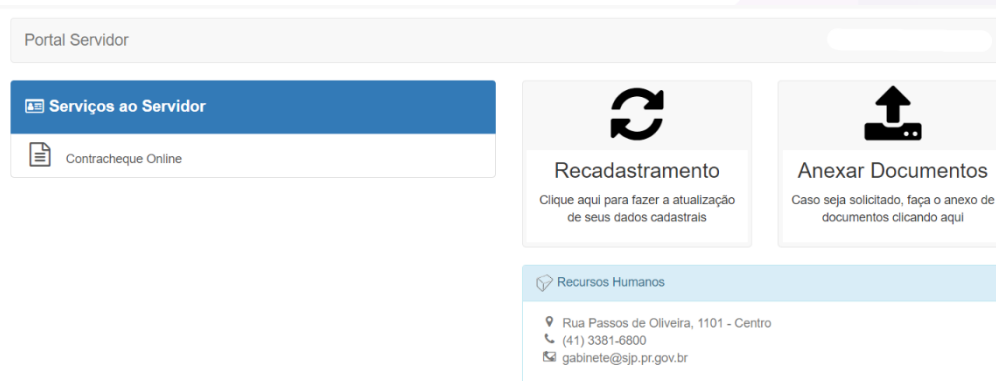 Portal Servidor
Serviços ao Servidor
Contracheque Online
Recadastramento
Clique aqui para fazer a atualização
de seus dados cadastrais
Anexar Documentos
Caso seja solicitado, faça o anexo de
documentos clicando aqui
Recursos Humanos
Rua Passos de Oliveira, 1101 - Centro
(41) 3381-6800
gabinete@sjp.pr.gov.br